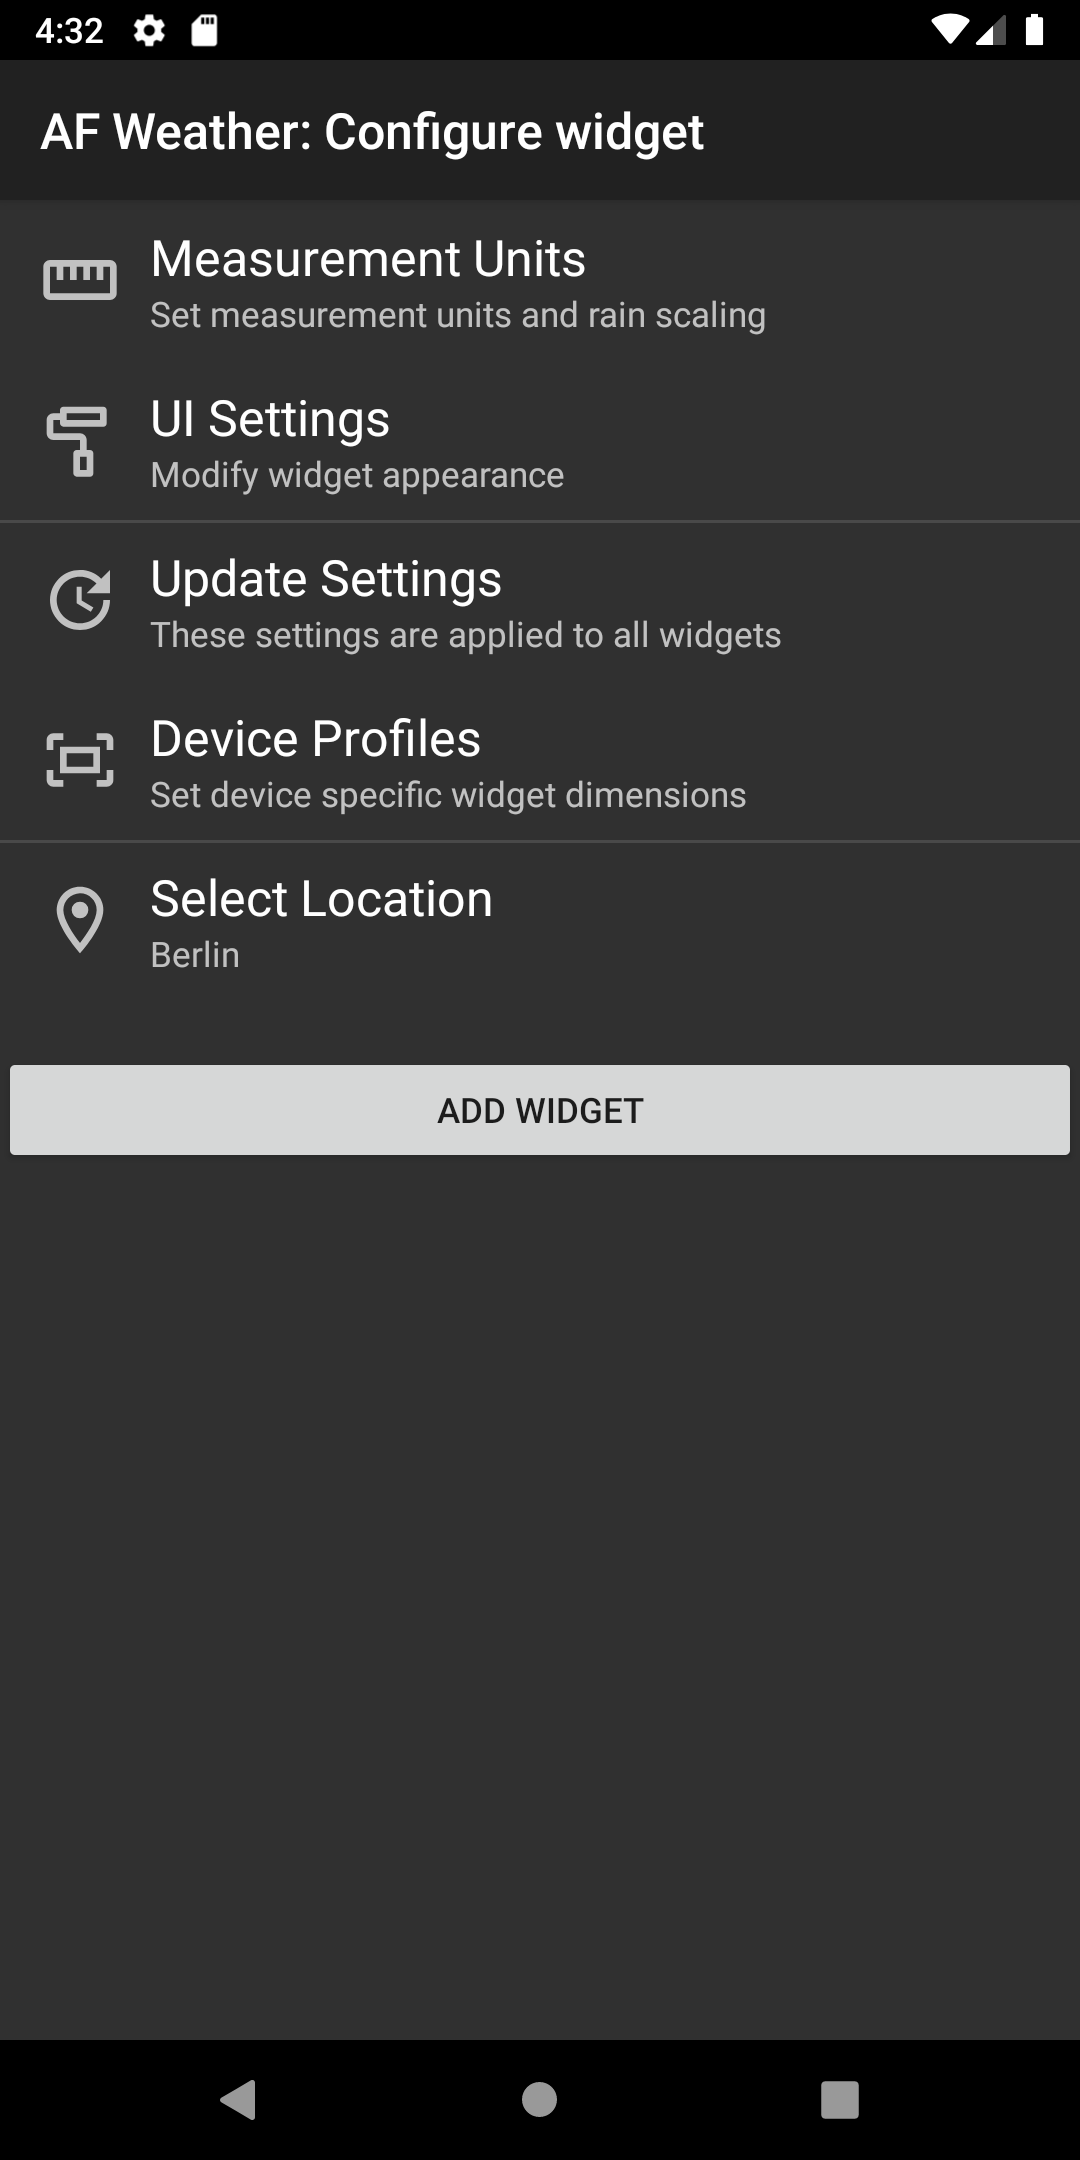 4:32
AF Weather: Configure widget
Measurement Units
Set measurement units and rain scaling
UI Settings
Modify widget appearance
Update Settings
These settings are applied to all widgets
Device Profiles
Set device specific widget dimensions
Select Location
Berlin
ADD WIDGET